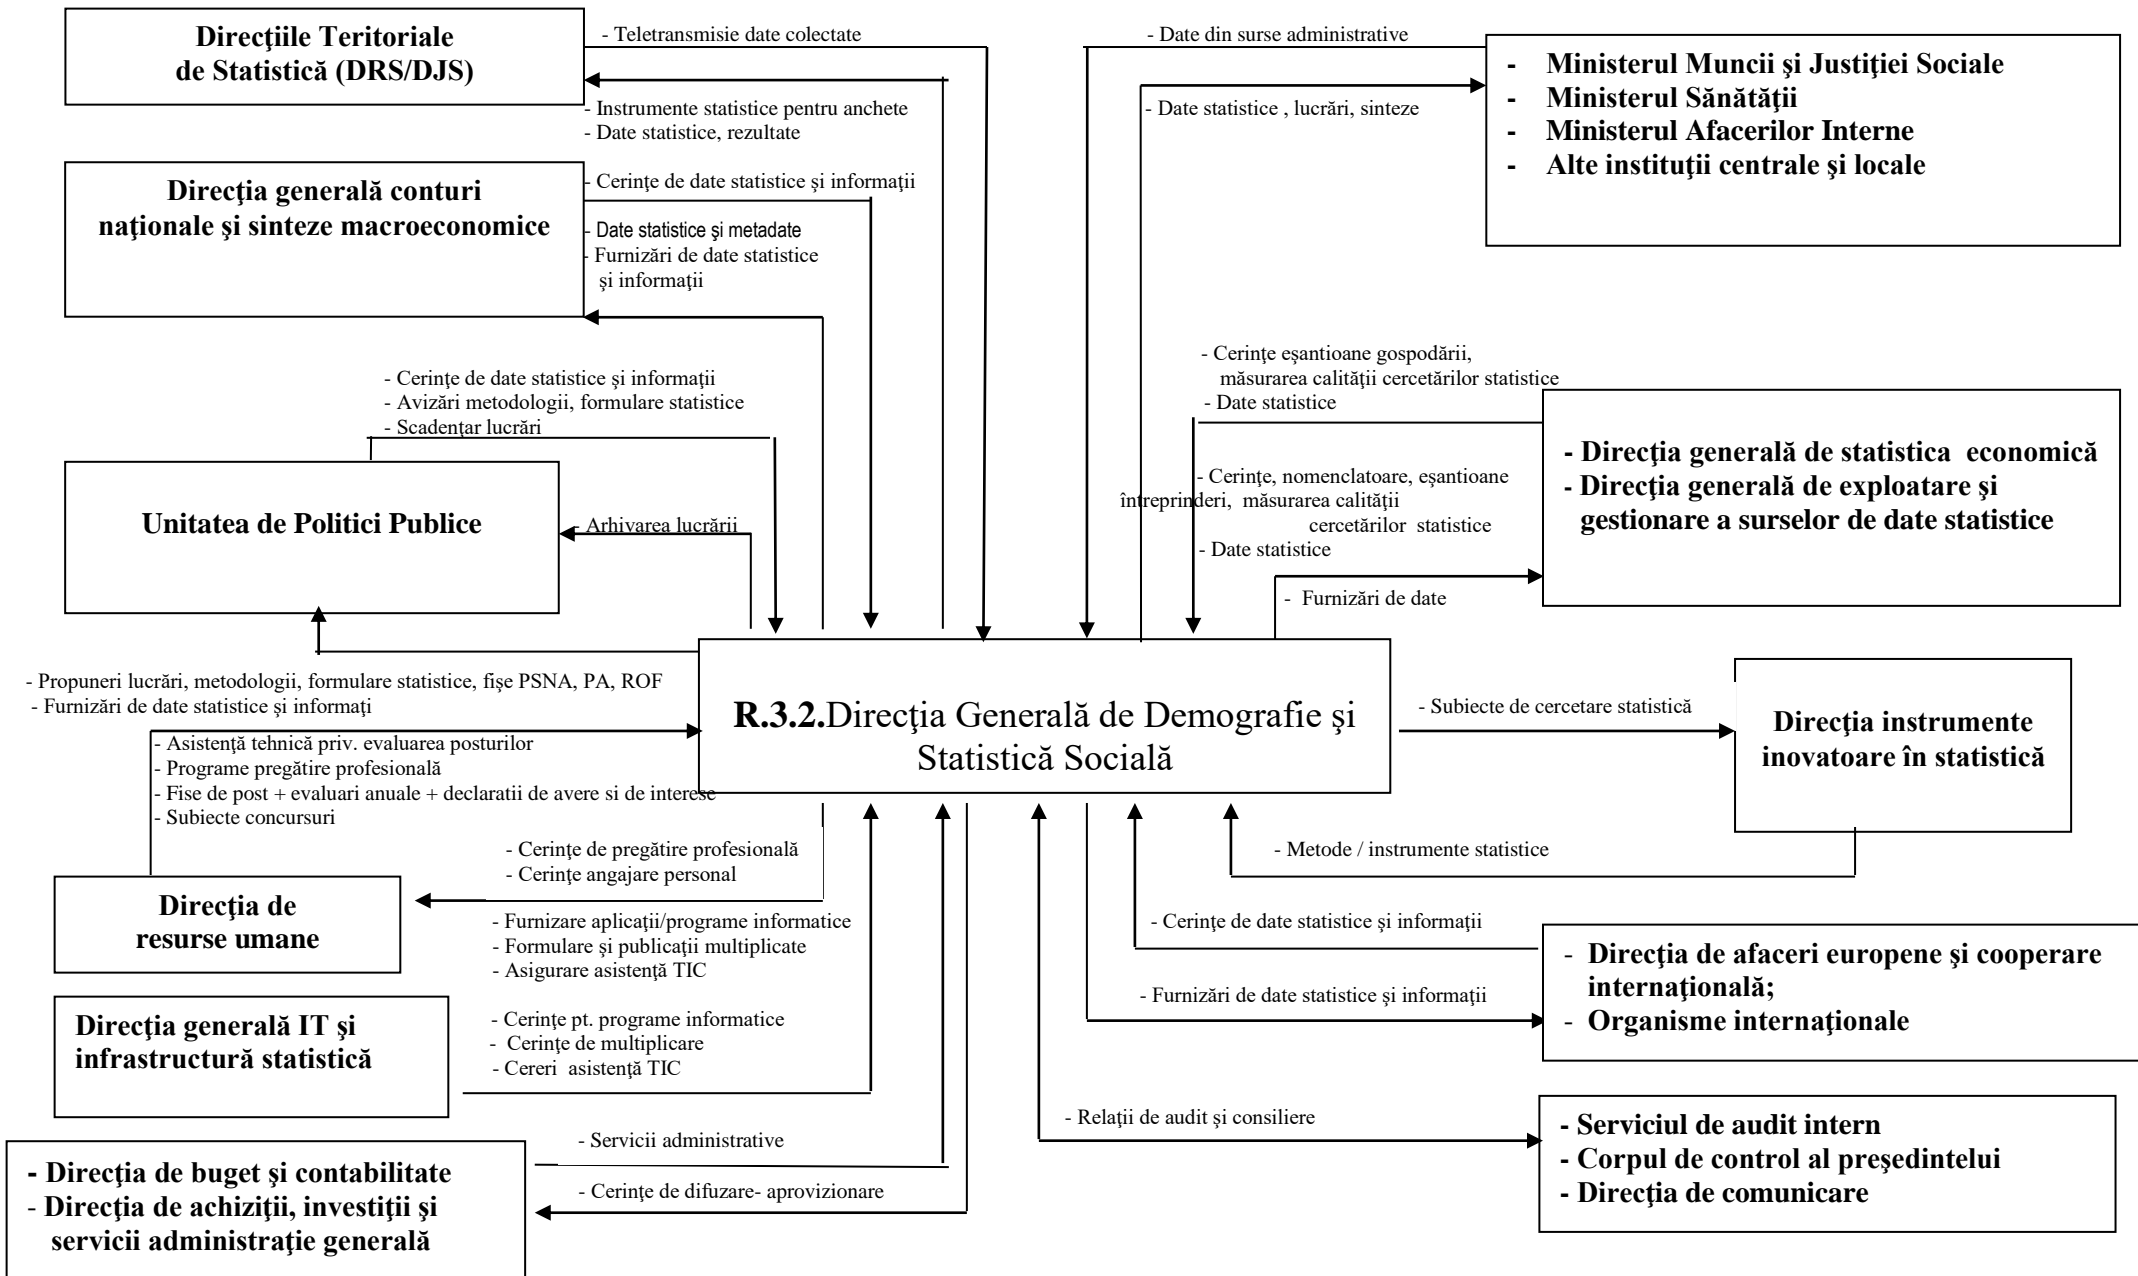 Direcţiile Teritoriale
de Statistică (DRS/DJS)
- Teletransmisie date colectate
- Instrumente statistice pentru anchete
- Date statistice, rezultate
- Date din surse administrative
- Date statistice , lucrări, sinteze
- Ministerul Muncii şi Justiţiei Sociale
- Ministerul Sănătăţii
- Ministerul Afacerilor Interne
- Alte instituţii centrale şi locale
Direcţia generală conturi
naţionale şi sinteze macroeconomice
- Cerinţe de date statistice şi informaţii
- Date statistice şi metadate
- Furnizări de date statistice
şi informaţii
- Cerinţe de date statistice şi informaţii
- Avizări metodologii, formulare statistice
- Scadenţar lucrări
Unitatea de Politici Publice
- Arhivarea lucrării
- Cerinţe eşantioane gospodării,
măsurarea calităţii cercetărilor statistice
- Date statistice
- Cerinţe, nomenclatoare, eşantioane
întreprinderi, măsurarea calităţii
cercetărilor statistice
- Date statistice
- Furnizări de date
- Direcţia generală de statistica economică
- Direcţia generală de exploatare şi
gestionare a surselor de date statistice
- Propuneri lucrări, metodologii, formulare statistice, fişe PSNA, PA, ROF
- Furnizări de date statistice şi informaţi
R.3.2.Direcţia Generală de Demografie şi
Statistică Socială
- Subiecte de cercetare statistică
Direcţia instrumente
inovatoare în statistică
- Metode / instrumente statistice
- Asistenţă tehnică priv. evaluarea posturilor
- Programe pregătire profesională
- Fise de post + evaluari anuale + declaratii de avere si de interese
- Subiecte concursuri
- Cerinţe de pregătire profesională
- Cerinţe angajare personal
Direcţia de
resurse umane
- Furnizare aplicaţii/programe informatice
- Formulare şi publicaţii multiplicate
- Asigurare asistenţă TIC
Direcţia generală IT şi
infrastructură statistică
- Cerinţe pt. programe informatice
- Cerinţe de multiplicare
- Cereri asistenţă TIC
- Cerinţe de date statistice şi informaţii
- Furnizări de date statistice şi informaţii
- Direcţia de afaceri europene şi cooperare
internaţională;
- Organisme internaţionale
- Relaţii de audit şi consiliere
- Serviciul de audit intern
- Corpul de control al preşedintelui
- Direcţia de comunicare
- Servicii administrative
- Cerinţe de difuzare- aprovizionare
- Direcţia de buget şi contabilitate
- Direcţia de achiziţii, investiţii şi
servicii administraţie generală